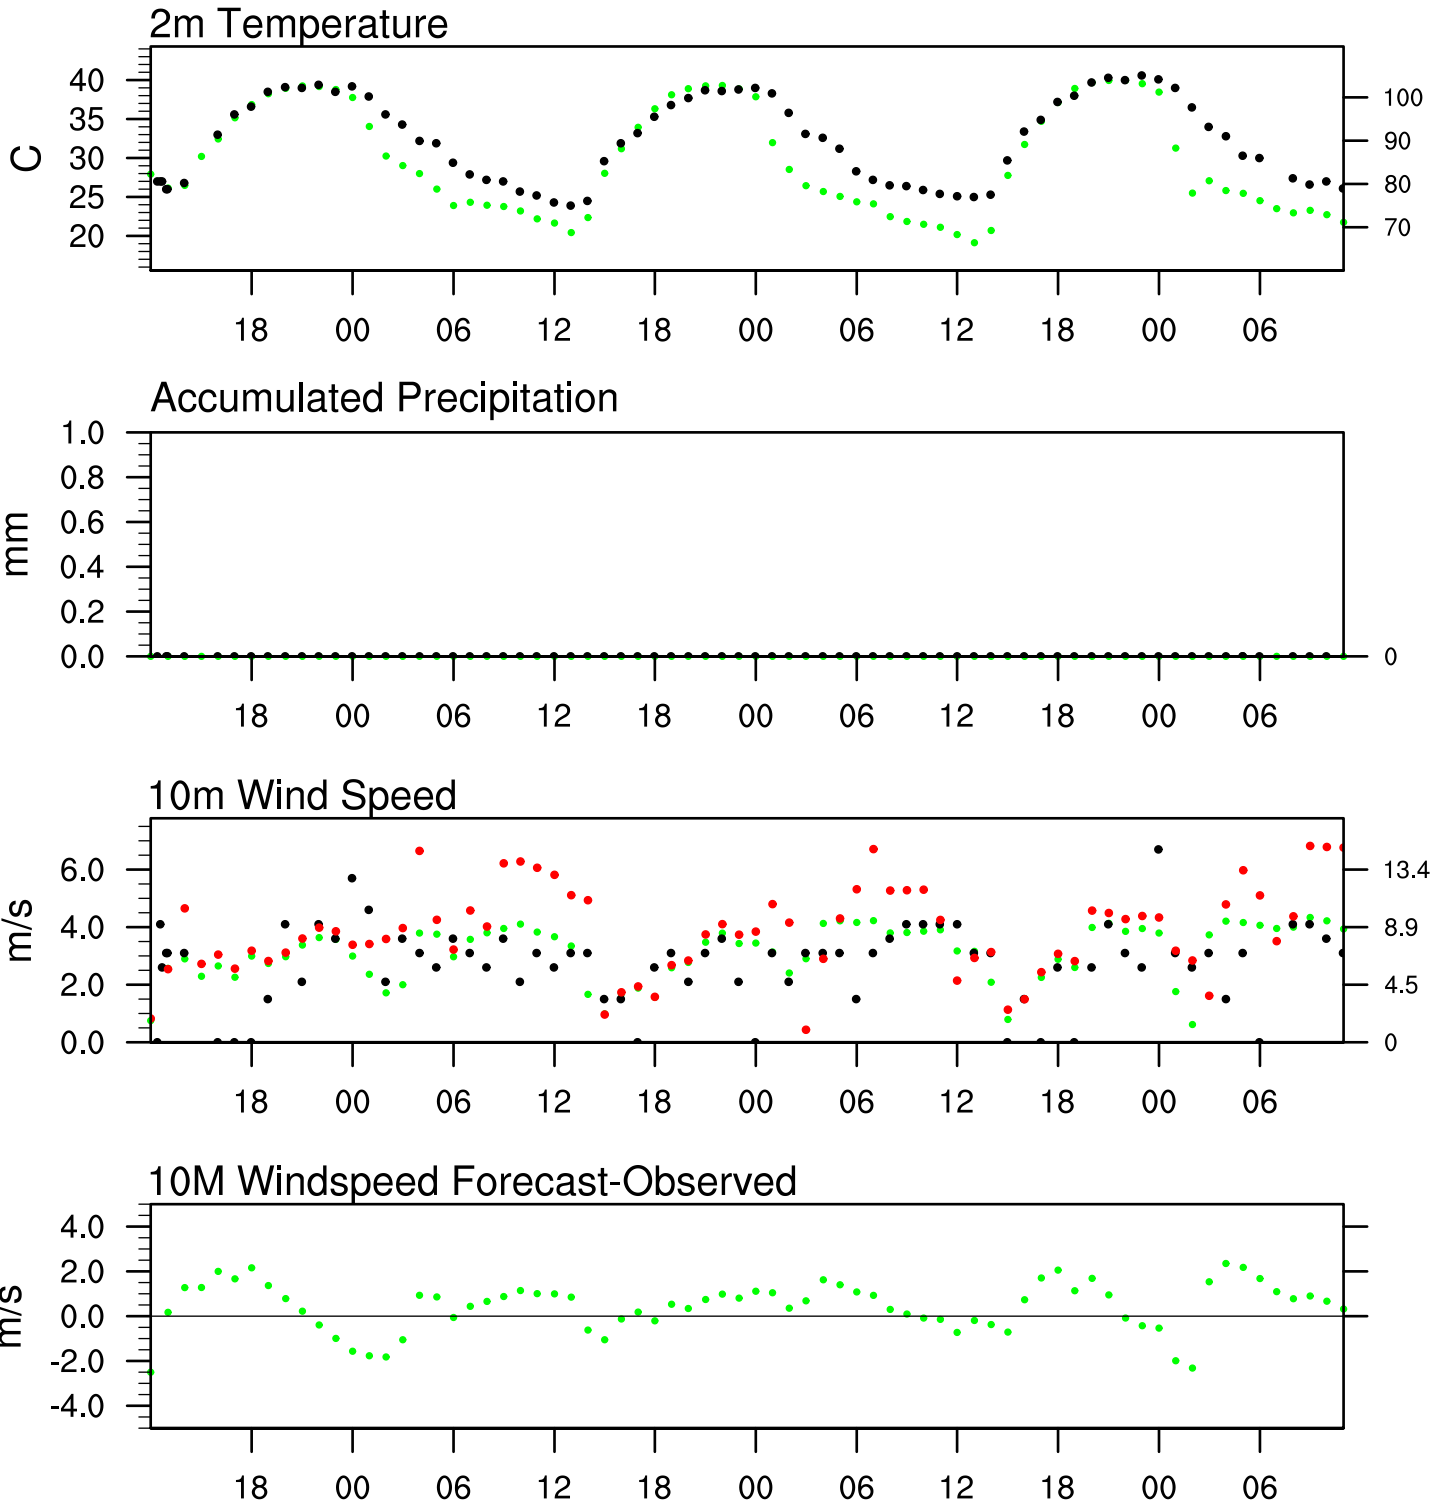 2m Temperature
40
35
30
25
20
C
100
90
80
70
18 00 06 12 18 00 06 12 18 00 06
Accumulated Precipitation
1.0
0.8
0.6
0.4
0.2
0.0
mm
0
18 00 06 12 18 00 06 12 18 00 06
10m Wind Speed
6.0
4.0
2.0
0.0
m/s
13.4
8.9
4.5
0
18 00 06 12 18 00 06 12 18 00 06
10M Windspeed Forecast-Observed
4.0
2.0
0.0
-2.0
-4.0
m/s
18 00 06 12 18 00 06 12 18 00 06